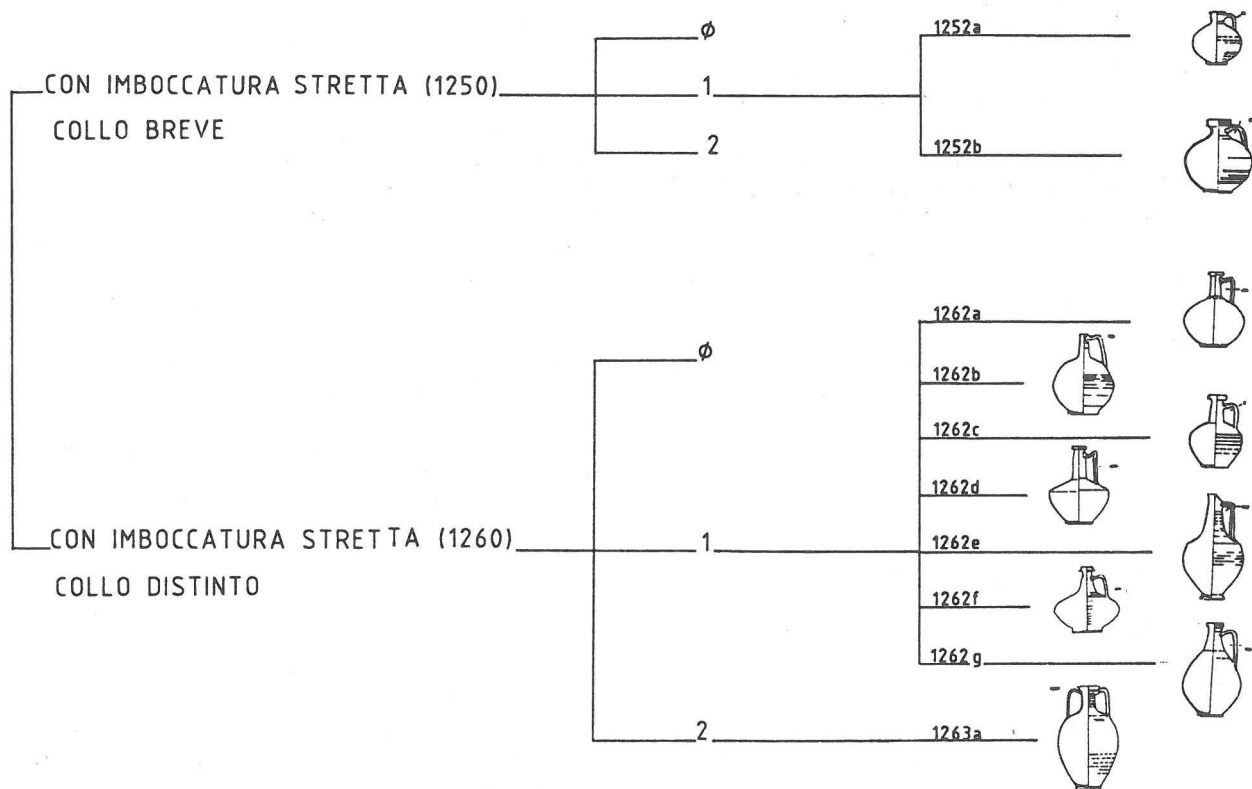 Ø
1252a
CON IMBOCCATURA STRETTA (1250)
1
COLLO BREVE
2
1252b
1262a
Ø
1262b
1262c
1262d
CON IMBOCCATURA STRETTA (1260)
1
1262e
COLLO DISTINTO
1262f
1262g
2
1263a